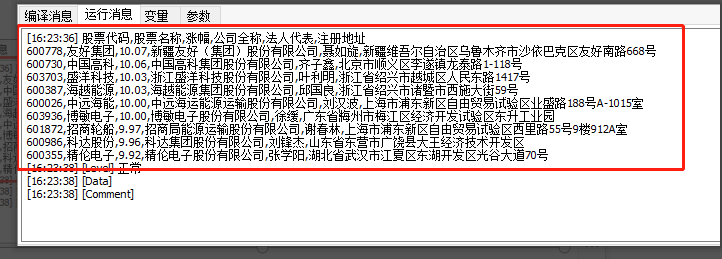 编译消息 运行消息 变量 参数
[16:23:36] 股票代码,股票名称,涨幅,公司全称,法人代表,注册地址
600778,友好集团,10.07,新疆友好（集团）股份有限公司,聂如旋,新疆维吾尔自治区乌鲁木齐市沙依巴克区友好南路668号
600730,中国高科,10.06,中国高科集团股份有限公司,齐子鑫,北京市顺义区李遂镇龙泰路1-118号
603703,盛洋科技,10.03,浙江盛洋科技股份有限公司,叶利明,浙江省绍兴市越城区人民东路1417号
600387,海越能源,10.03,海越能源集团股份有限公司,邱国良,浙江省绍兴市诸暨市西施大街59号
600026,中远海能,10.00,中远海运能源运输股份有限公司,刘汉波,上海市浦东新区自由贸易试验区业盛路188号A-1015室
603936,博敏电子,10.00,博敏电子股份有限公司,徐缓,广东省梅州市梅江区经济开发试验区东升工业园
601872,招商轮船,9.97,招商局能源运输股份有限公司,谢春林,上海市浦东新区自由贸易试验区西里路55号9楼912A室
600986,科达股份,9.96,科达集团股份有限公司,刘锋杰,山东省东营市广饶县大王经济技术开发区
600355,精伦电子,9.92,精伦电子股份有限公司,张学阳,湖北省武汉市江夏区东湖开发区光谷大道70号
[16:23:38] [Level] 正常
[16:23:38] [Data]
[16:23:38] [Comment]